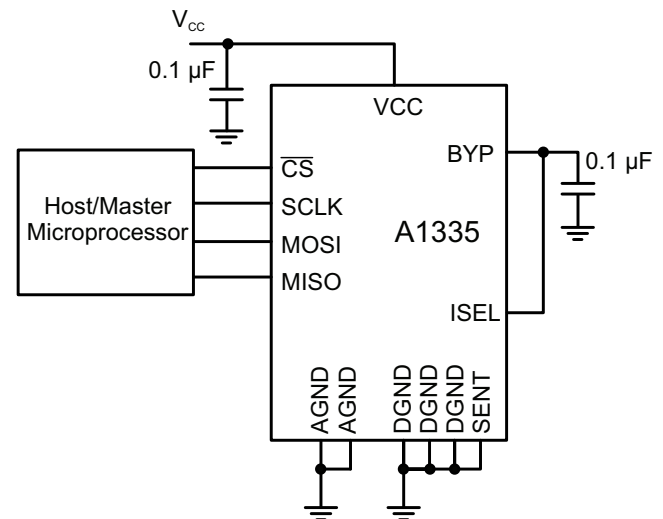 V_CC
0.1 µF
VCC
BYP
0.1 µF
Host/Master
Microprocessor
C̅S̅
SCLK
MOSI
MISO
A1335
ISEL
AGND
AGND
DGND
DGND
DGND
SENT